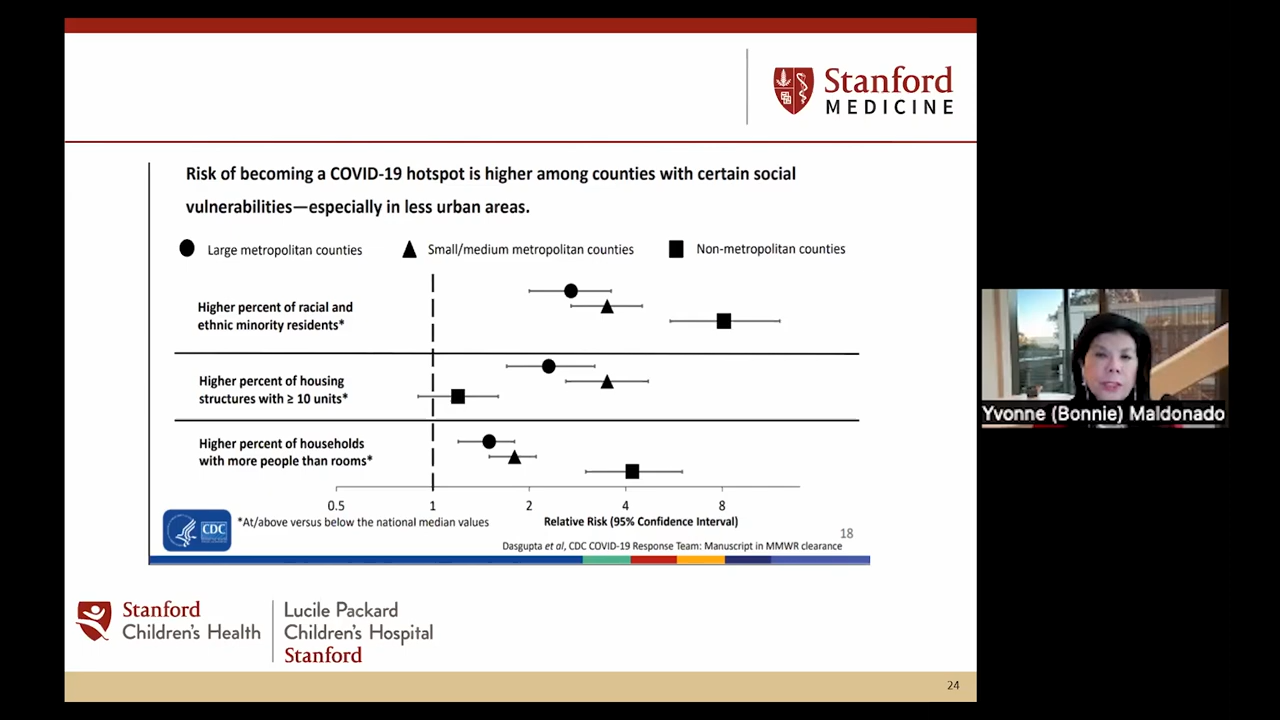 Stanford
MEDICINE
Risk of becoming a COVID-19 hotspot is higher among counties with certain social
vulnerabilities—especially in less urban areas.
Large metropolitan counties
Small/medium metropolitan counties
Non-metropolitan counties
Higher percent of racial and
ethnic minority residents*
Higher percent of housing
structures with ≥ 10 units*
Higher percent of households
with more people than rooms*
0.5 1 2 4 8
*At/above versus below the national median values
Relative Risk (95% Confidence Interval)
18
CDC
Dasgupta et al, CDC COVID-19 Response Team: Manuscript in MMWR clearance
Stanford
Children's Health
Lucile Packard
Children's Hospital
Stanford
24
Yvonne (Bonnie) Maldonado